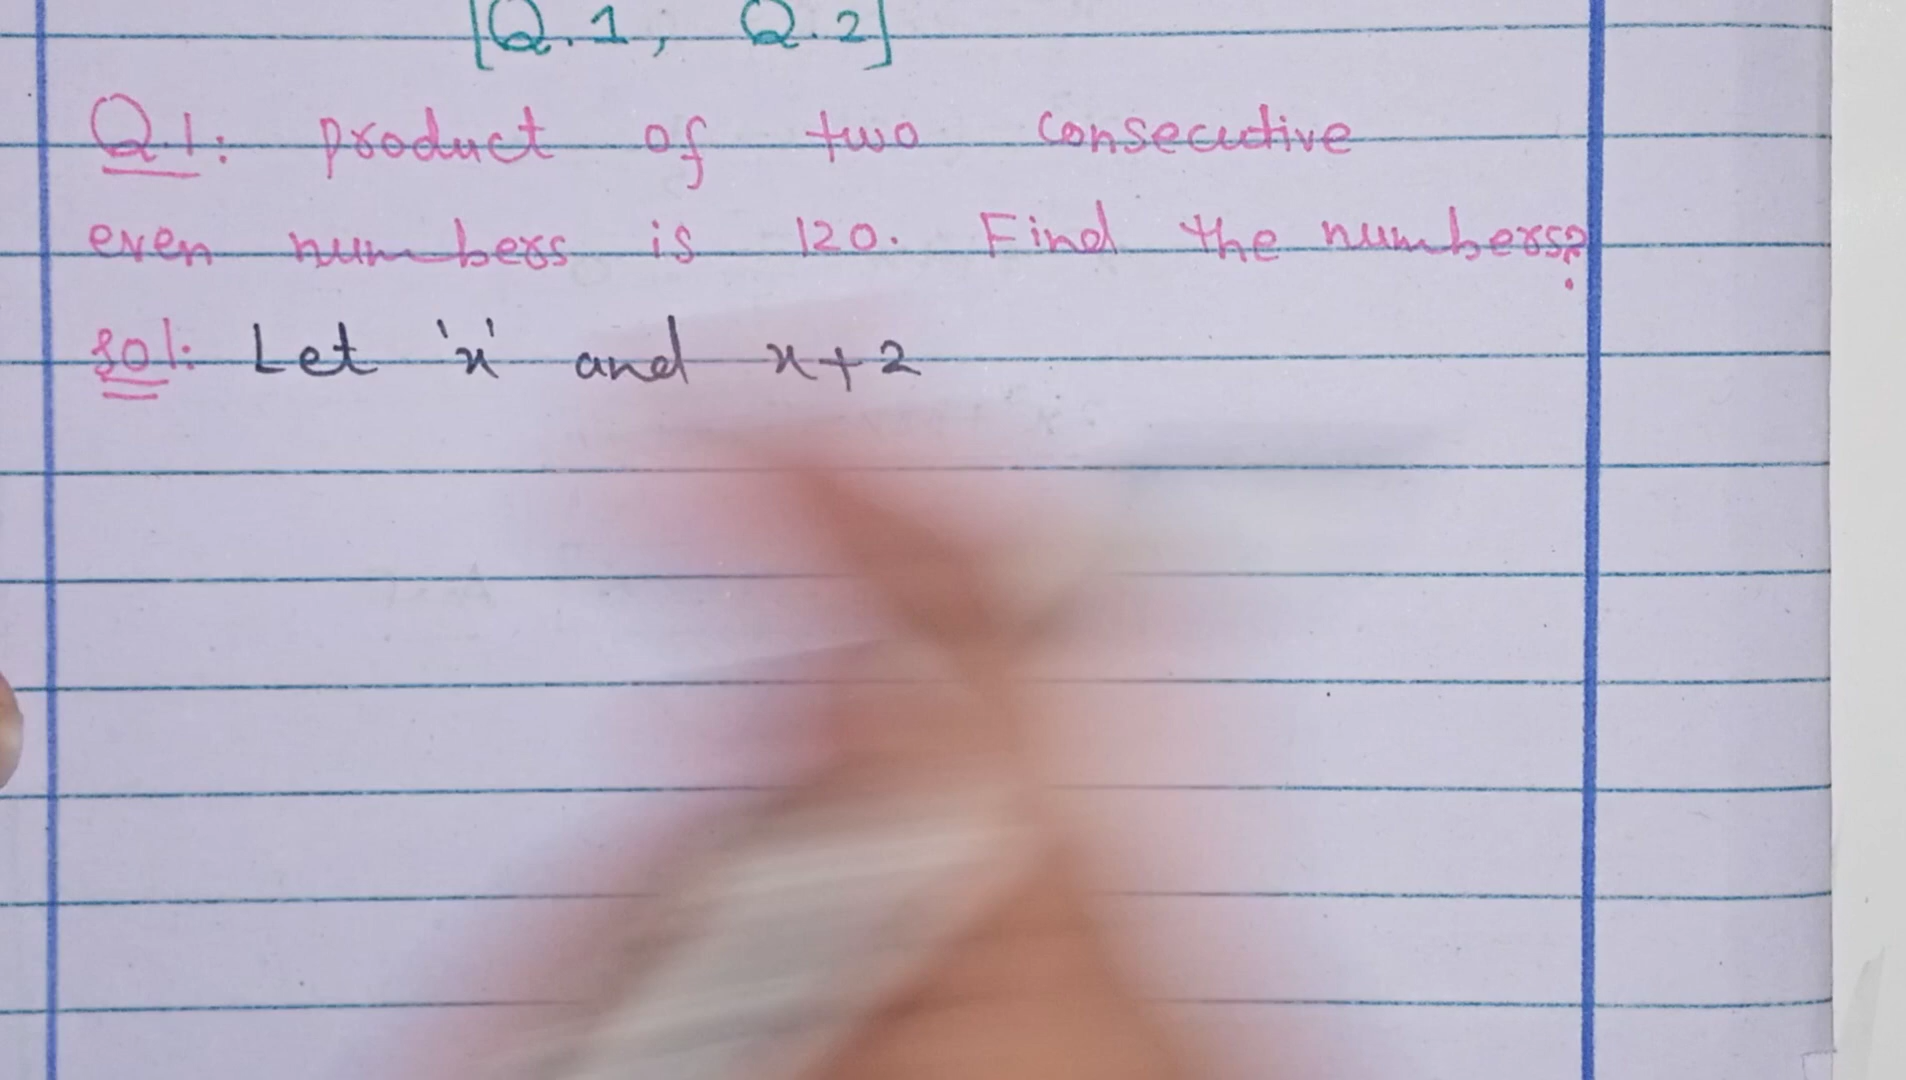 [Q.1, Q.2]
Q.1: product of two consecutive
even numbers is 120. Find the numbers?
Sol: Let 'x' and x+2